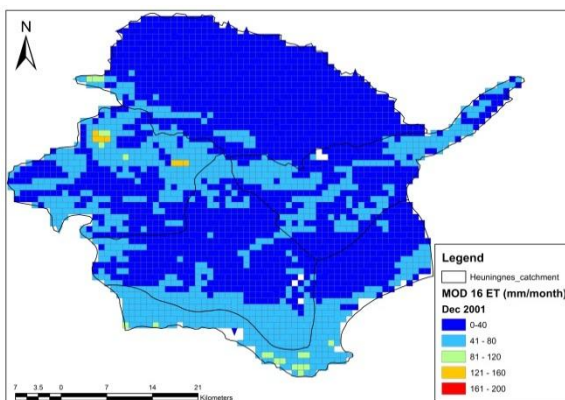 N
Legend
Heuningnes_catchment
MOD 16 ET (mm/month)
Dec 2001
0-40
41 - 80
81 - 120
121 - 160
161 - 200
7 3.5 0 7 14 21
Kilometers